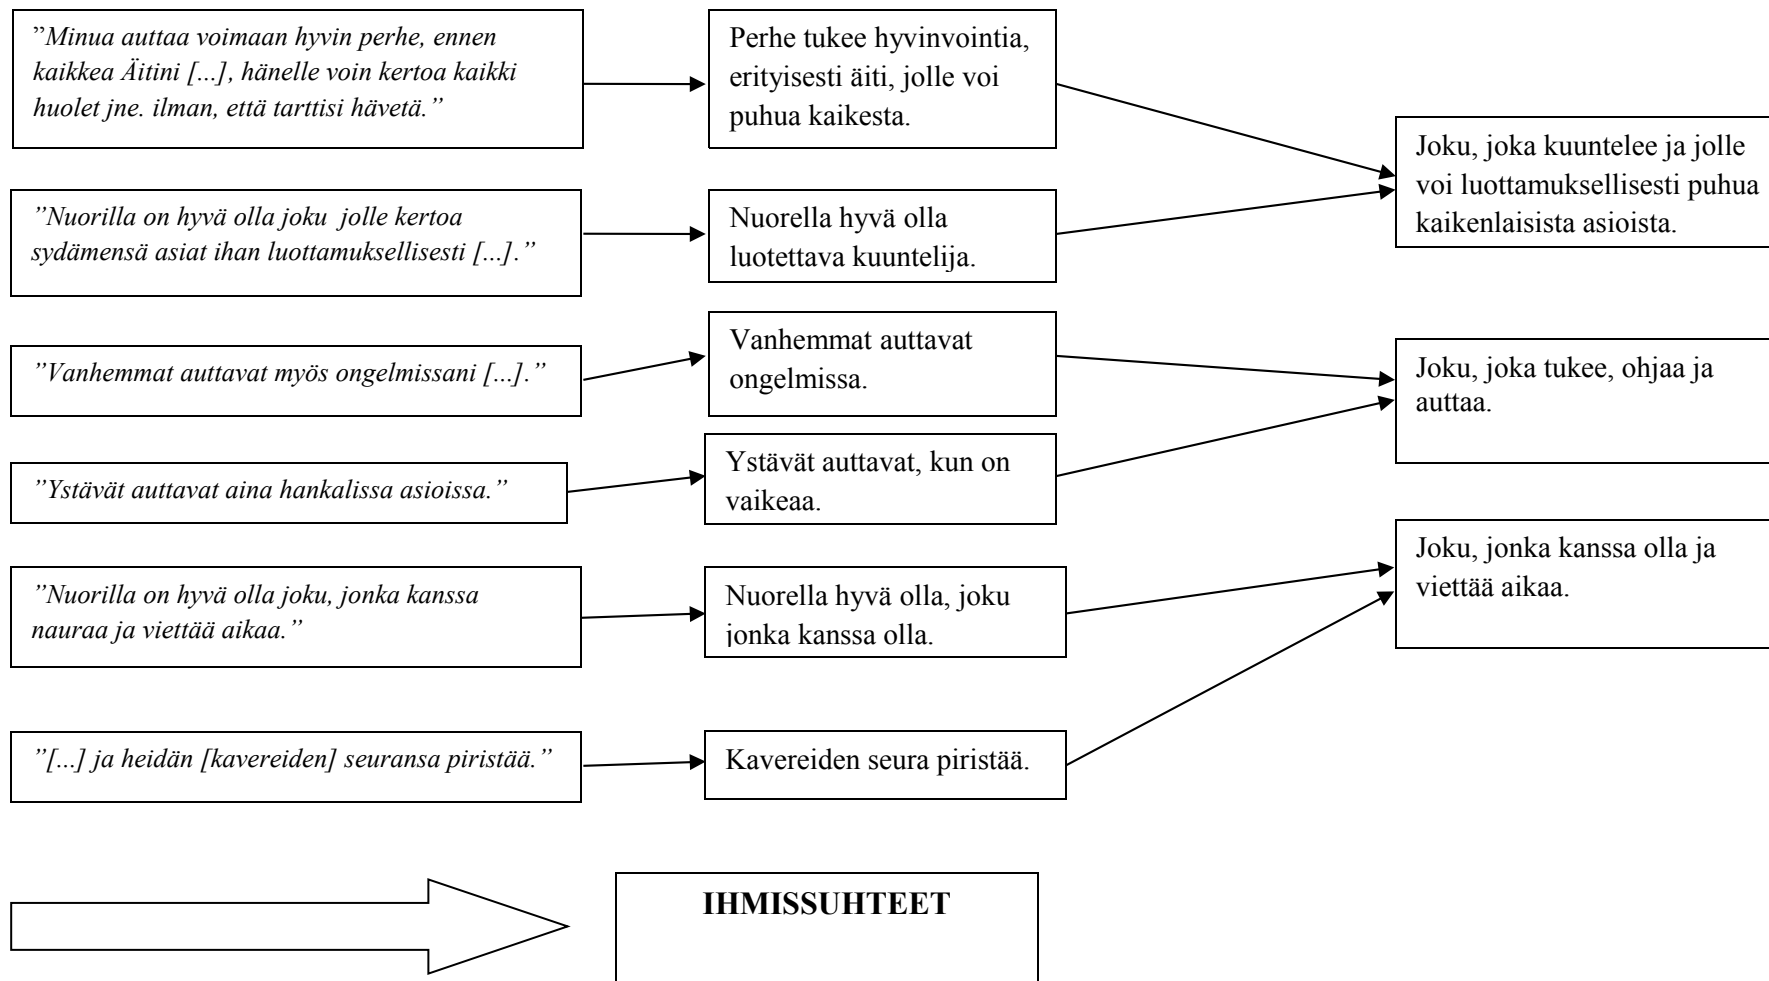 ”Minua auttaa voimaan hyvin perhe, ennen
kaikkea Äitini [...], hänelle voin kertoa kaikki
huolet jne. ilman, että tarttisi hävetä.”
Perhe tukee hyvinvointia,
erityisesti äiti, jolle voi
puhua kaikesta.
Joku, joka kuuntelee ja jolle
voi luottamuksellisesti puhua
kaikenlaisista asioista.
”Nuorilla on hyvä olla joku  jolle kertoa
sydämensä asiat ihan luottamuksellisesti [...].”
Nuorella hyvä olla
luotettava kuuntelija.
”Vanhemmat auttavat myös ongelmissani [...].”
Vanhemmat auttavat
ongelmissa.
Joku, joka tukee, ohjaa ja
auttaa.
”Ystävät auttavat aina hankalissa asioissa.”
Ystävät auttavat, kun on
vaikeaa.
”Nuorilla on hyvä olla joku, jonka kanssa
nauraa ja viettää aikaa.”
Nuorella hyvä olla, joku
jonka kanssa olla.
Joku, jonka kanssa olla ja
viettää aikaa.
”[...] ja heidän [kavereiden] seuransa piristää.”
Kavereiden seura piristää.
IHMISSUHTEET